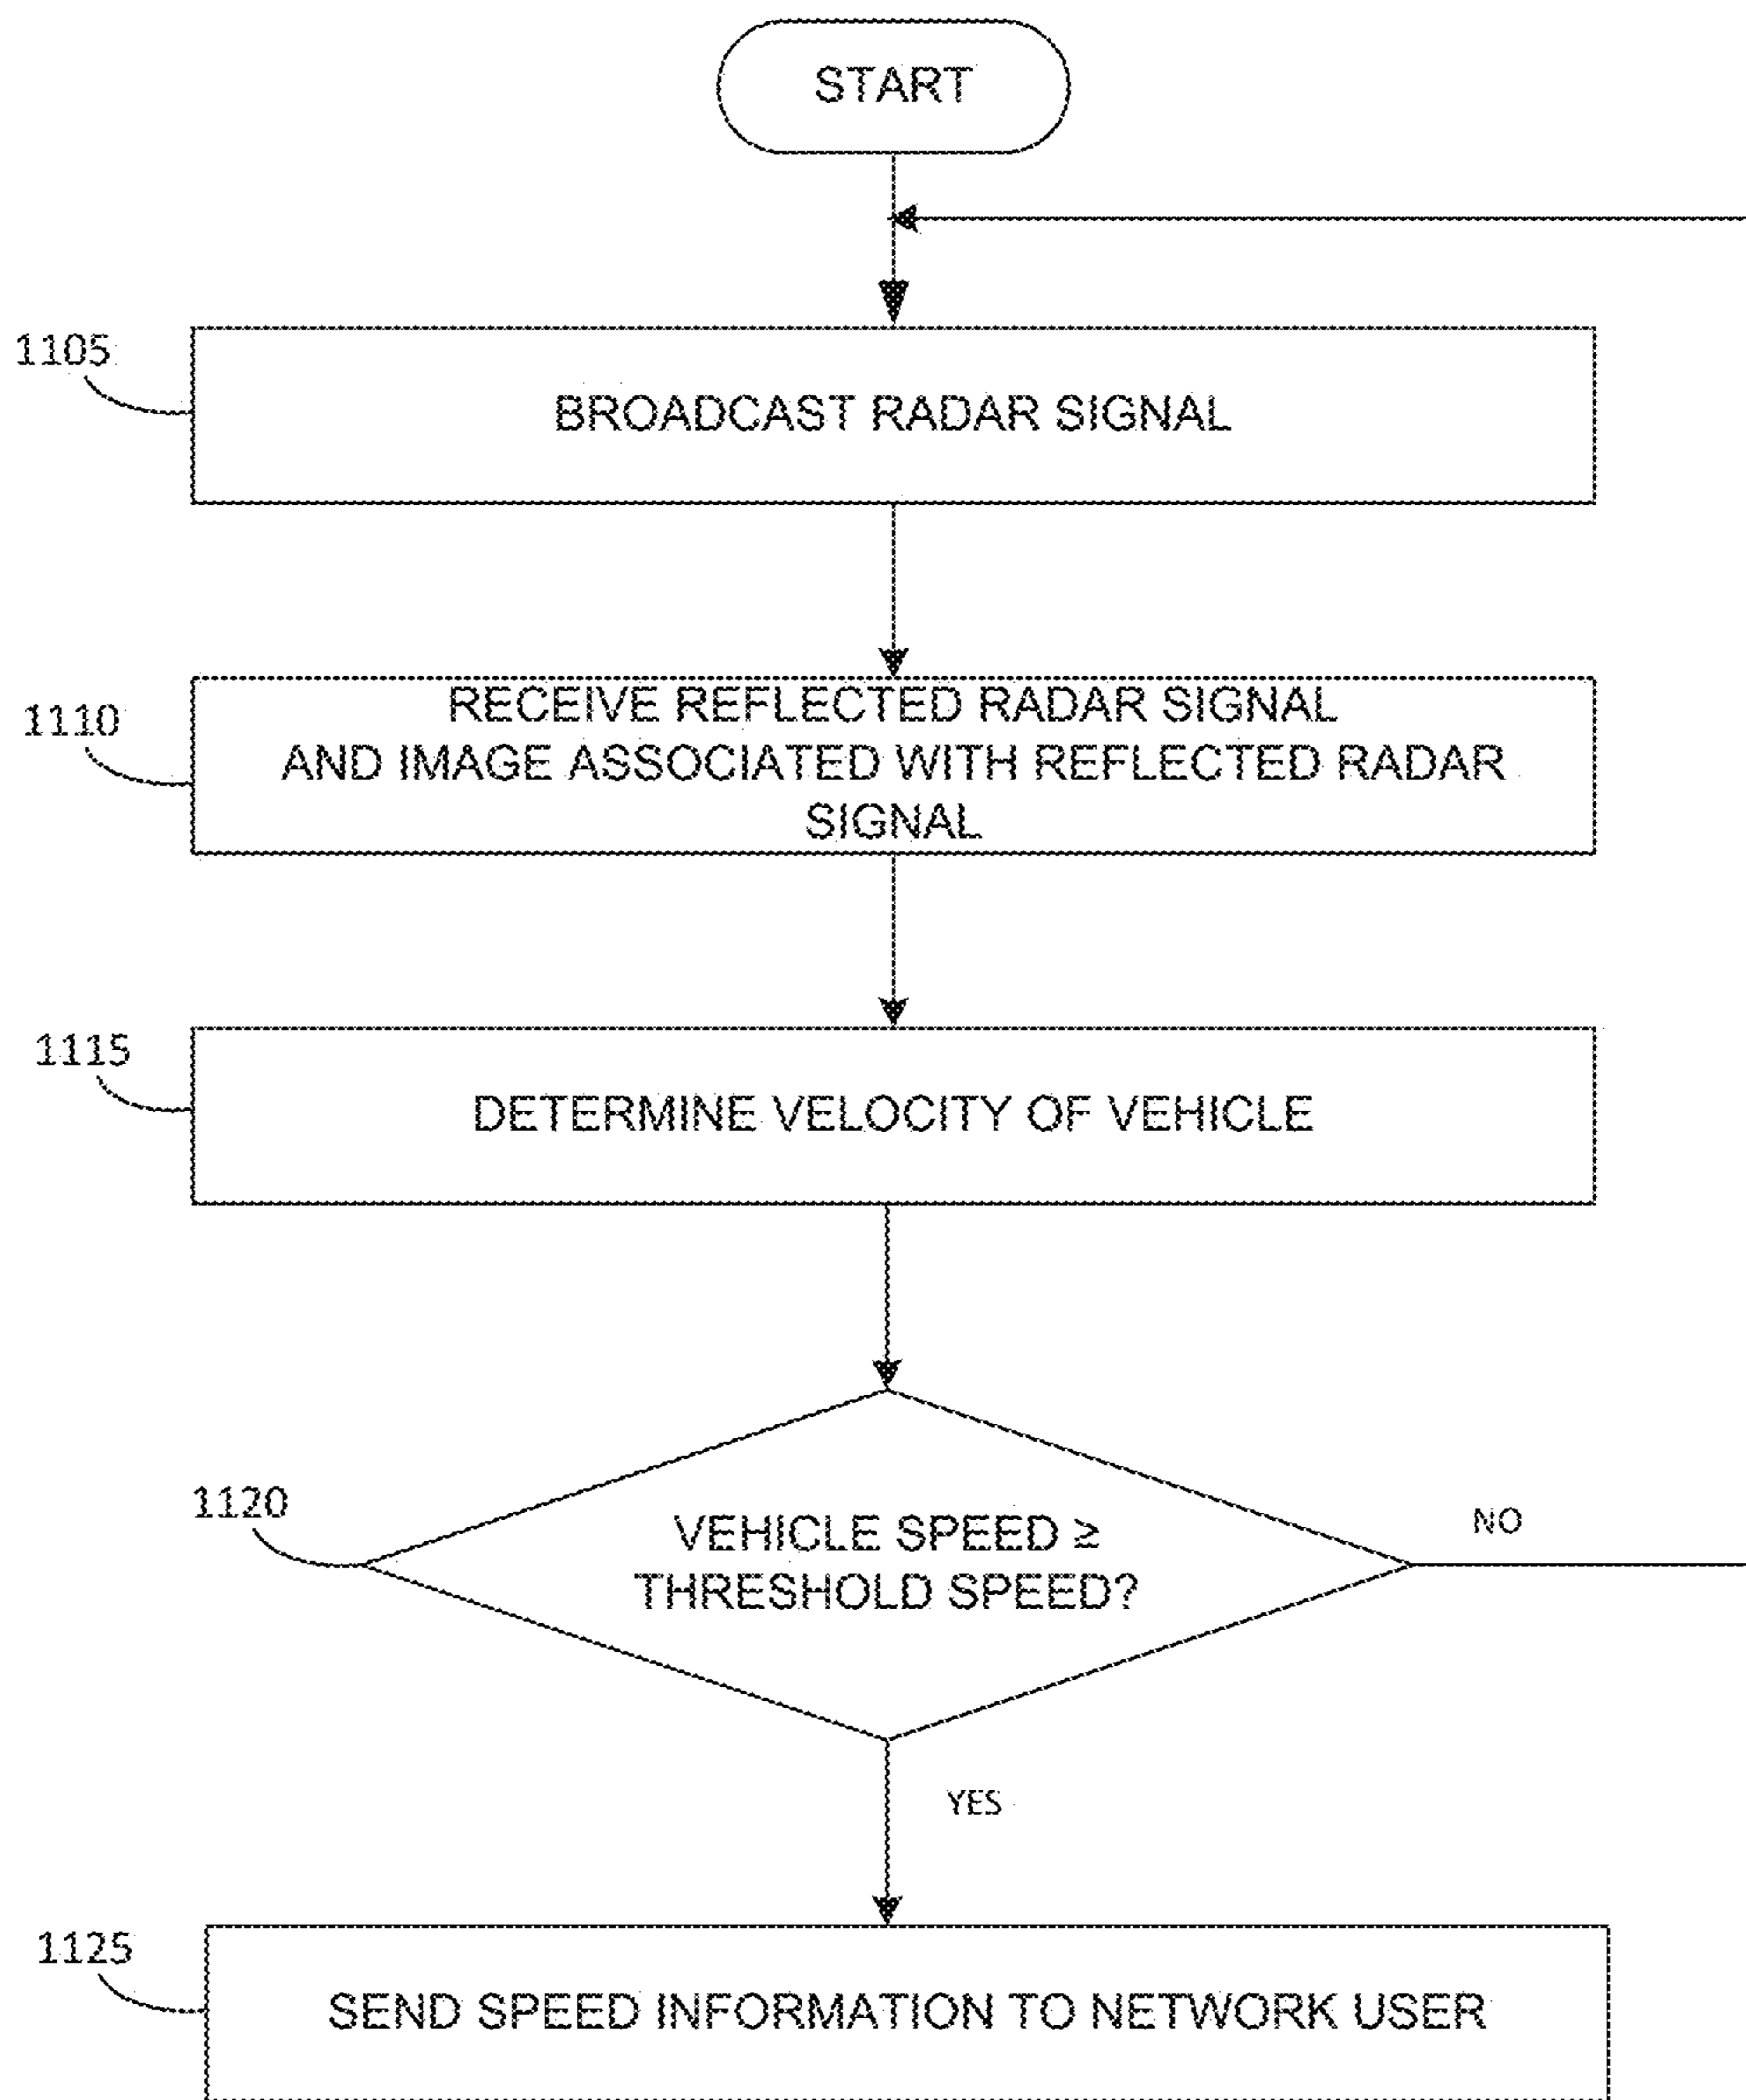 START
1105
BROADCAST RADAR SIGNAL
1110
RECEIVE REFLECTED RADAR SIGNAL
AND IMAGE ASSOCIATED WITH REFLECTED RADAR
SIGNAL
1115
DETERMINE VELOCITY OF VEHICLE
1120
VEHICLE SPEED ≥
THRESHOLD SPEED?
NO
YES
1125
SEND SPEED INFORMATION TO NETWORK USER